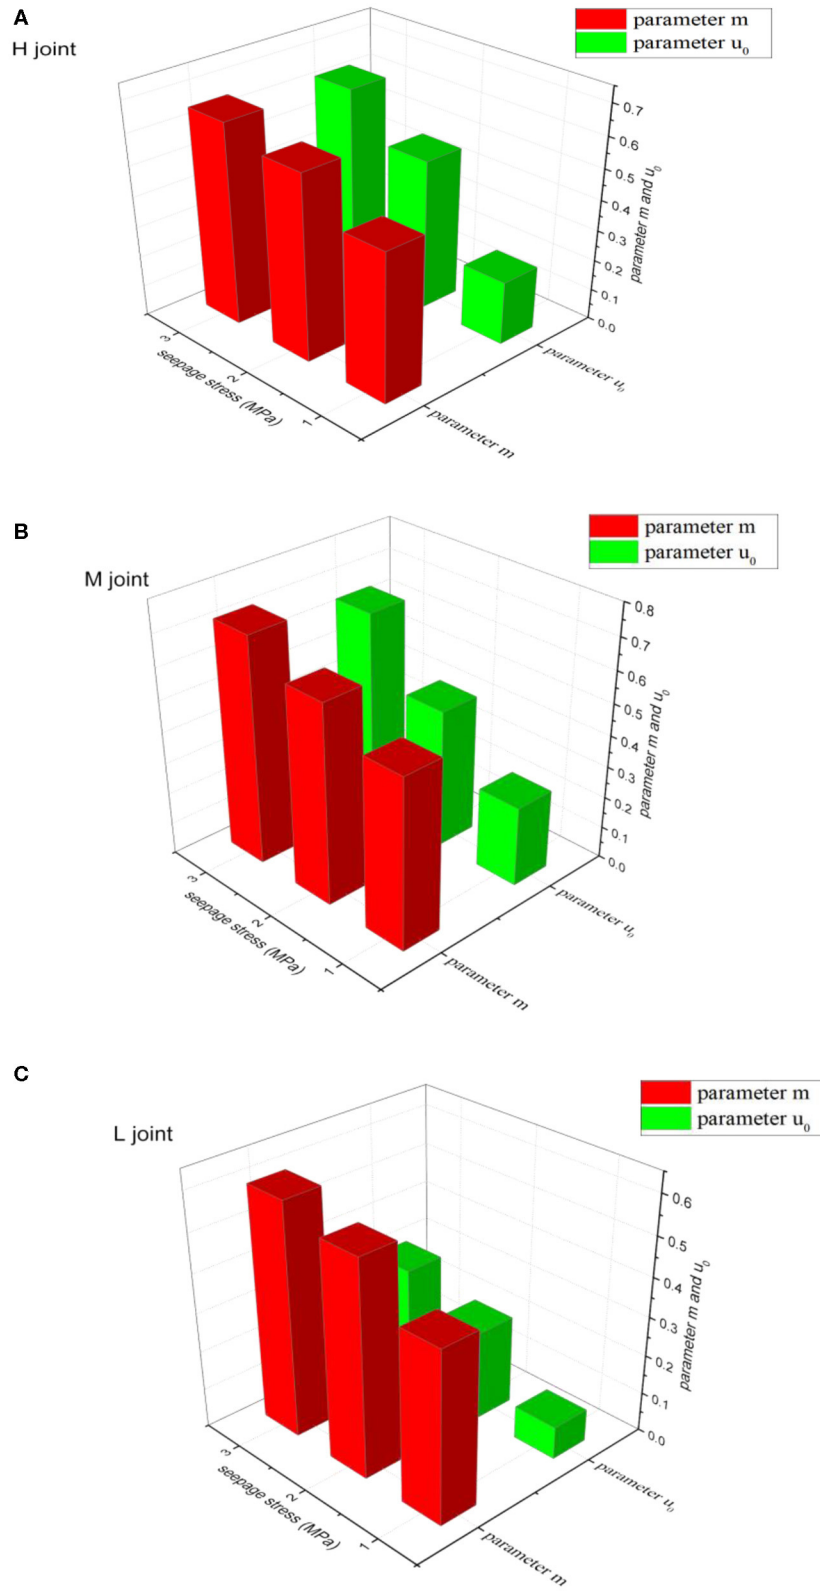 A
H joint
parameter m
parameter u₀
0.7
0.6
0.5
0.4
0.3
0.2
0.1
0.0
parameter m and u₀
3
2
1
seepage stress (MPa)
parameter m
parameter u₀
B
M joint
parameter m
parameter u₀
0.8
0.7
0.6
0.5
0.4
0.3
0.2
0.1
0.0
parameter m and u₀
3
2
1
seepage stress (MPa)
parameter m
parameter u₀
C
L joint
parameter m
parameter u₀
0.6
0.5
0.4
0.3
0.2
0.1
0.0
parameter m and u₀
3
2
1
seepage stress (MPa)
parameter m
parameter u₀